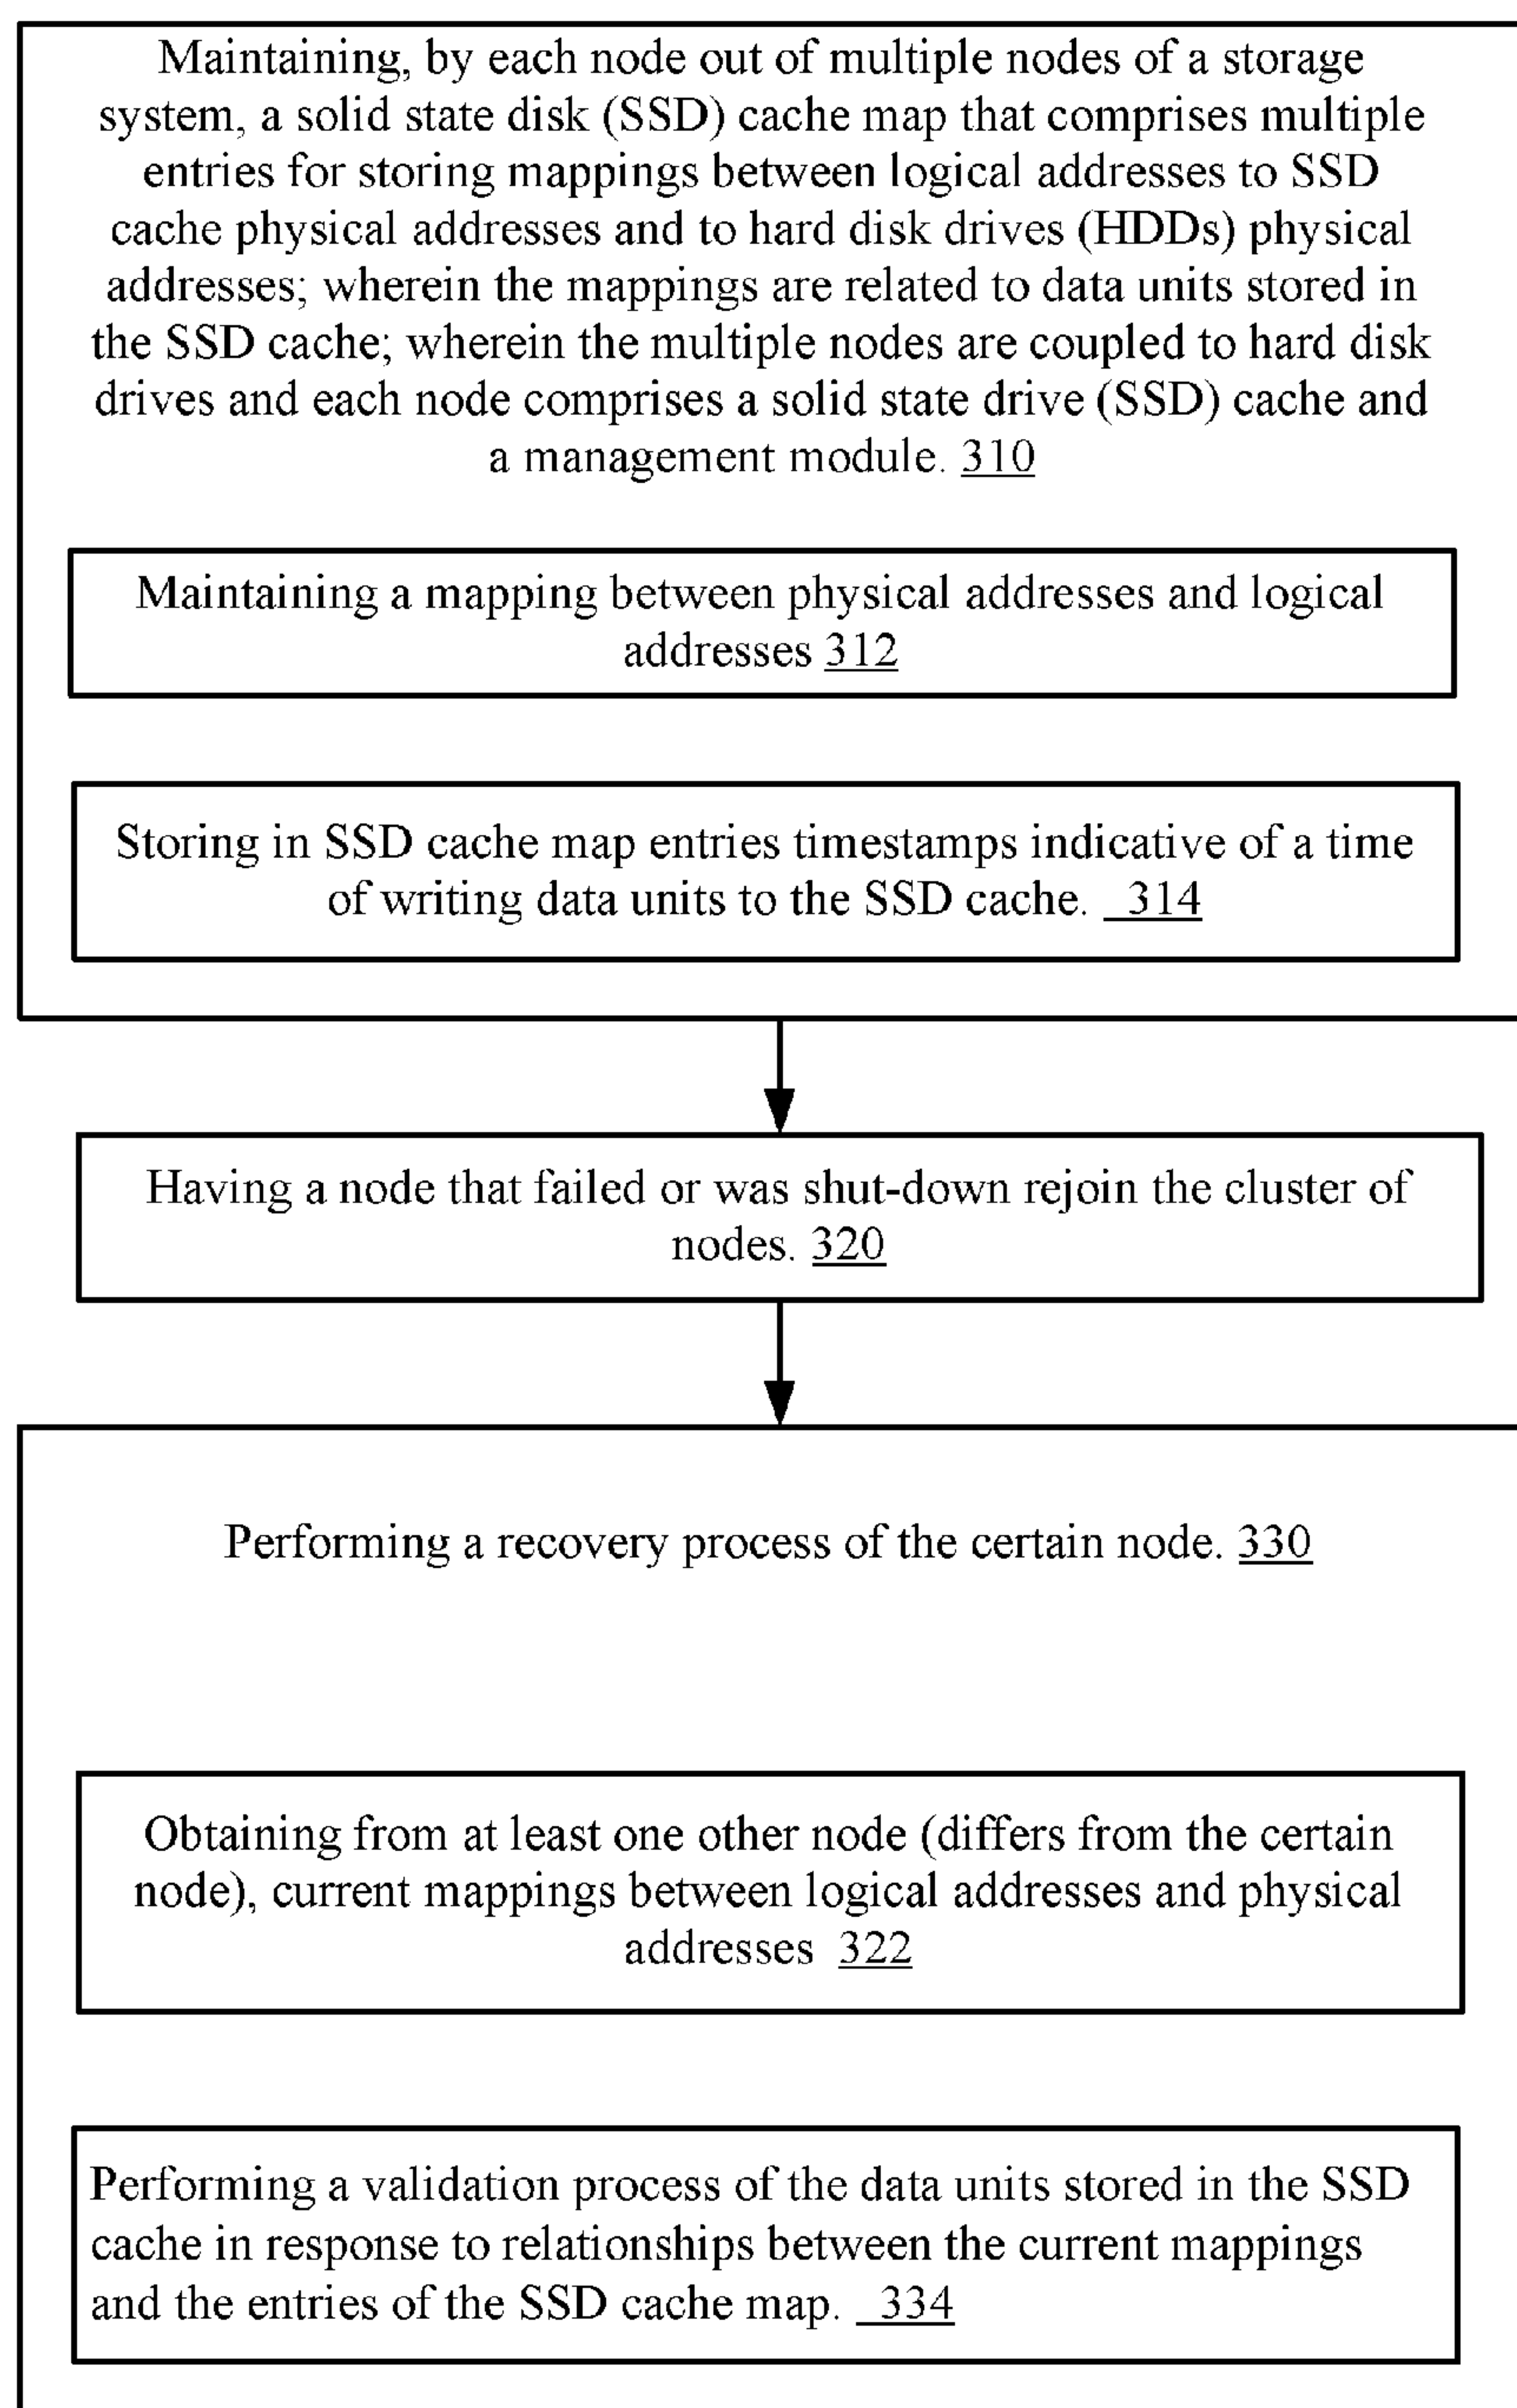 Maintaining, by each node out of multiple nodes of a storage
system, a solid state disk (SSD) cache map that comprises multiple
entries for storing mappings between logical addresses to SSD
cache physical addresses and to hard disk drives (HDDs) physical
addresses; wherein the mappings are related to data units stored in
the SSD cache; wherein the multiple nodes are coupled to hard disk
drives and each node comprises a solid state drive (SSD) cache and
a management module. 310
Maintaining a mapping between physical addresses and logical
addresses 312
Storing in SSD cache map entries timestamps indicative of a time
of writing data units to the SSD cache. 314
Having a node that failed or was shut-down rejoin the cluster of
nodes. 320
Performing a recovery process of the certain node. 330
Obtaining from at least one other node (differs from the certain
node), current mappings between logical addresses and physical
addresses 322
Performing a validation process of the data units stored in the SSD
cache in response to relationships between the current mappings
and the entries of the SSD cache map. 334